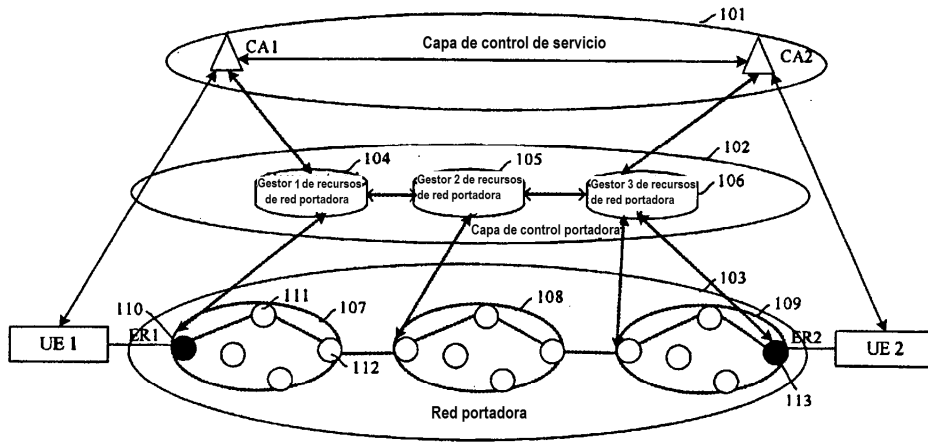 101
CA1
Capa de control de servicio
CA2
102
104
105
106
Gestor 1 de recursos
de red portadora
Gestor 2 de recursos
de red portadora
Gestor 3 de recursos
de red portadora
Capa de control portadora
103
110
111
107
108
109
UE 1
ER1
112
ER2
UE 2
113
Red portadora